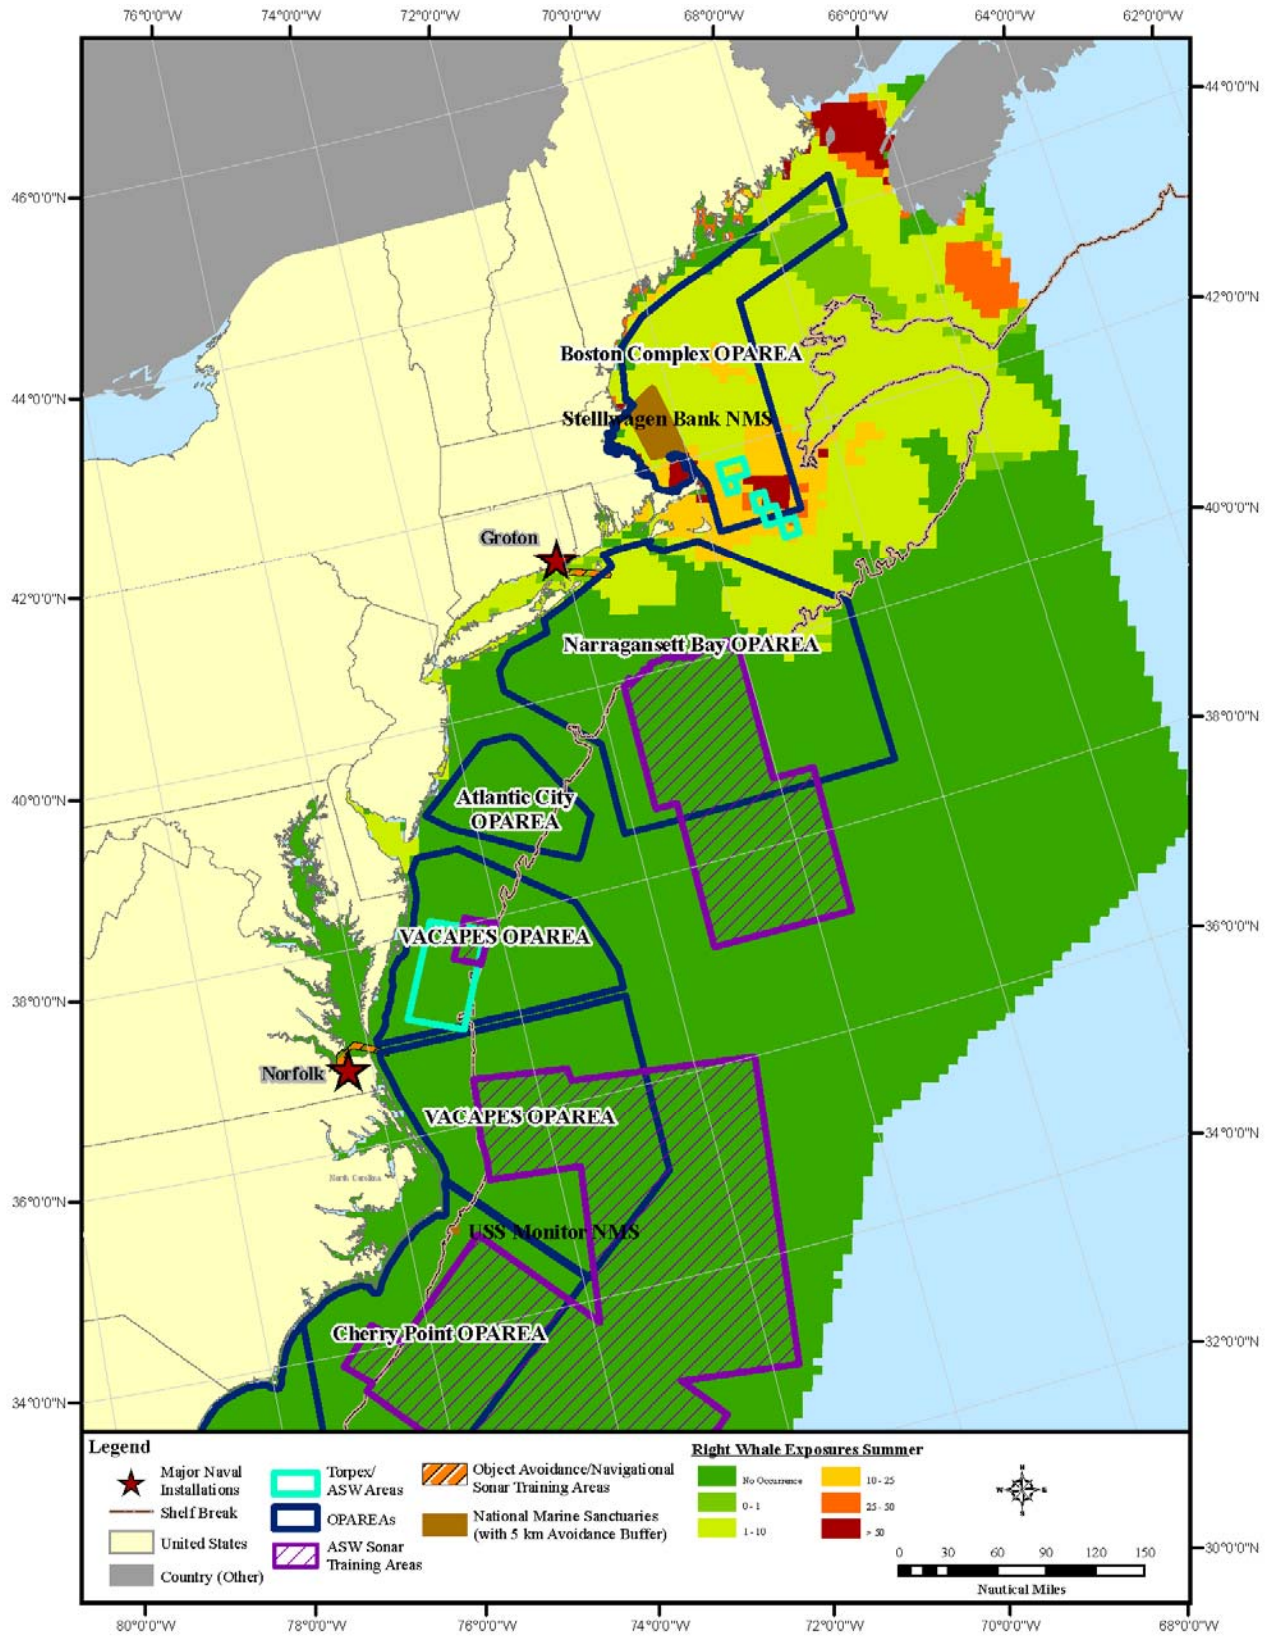 76°0'0"W
74°0'0"W
72°0'0"W
70°0'0"W
68°0'0"W
66°0'0"W
64°0'0"W
62°0'0"W
44°0'0"N
46°0'0"N
42°0'0"N
Boston Complex OPAREA
44°0'0"N
Stelllwagen Bank NMS
40°0'0"N
Groton
42°0'0"N
Narragansett Bay OPAREA
38°0'0"N
40°0'0"N
Atlantic City
OPAREA
36°0'0"N
VACAPES OPAREA
38°0'0"N
Norfolk
VACAPES OPAREA
34°0'0"N
North Carolina
36°0'0"N
USS Monitor NMS
Cherry Point OPAREA
32°0'0"N
34°0'0"N
Legend
Major Naval
Installations
Shelf Break
United States
Country (Other)
Torpex/
ASW Areas
OPAREAs
ASW Sonar
Training Areas
Object Avoidance/Navigational
Sonar Training Areas
National Marine Sanctuaries
(with 5 km Avoidance Buffer)
Right Whale Exposures Summer
No Occurrence
0 - 1
1 - 10
10 - 25
25 - 50
> 50
N
W
E
S
0 30 60 90 120 150
Nautical Miles
30°0'0"N
80°0'0"W
78°0'0"W
76°0'0"W
74°0'0"W
72°0'0"W
70°0'0"W
68°0'0"W